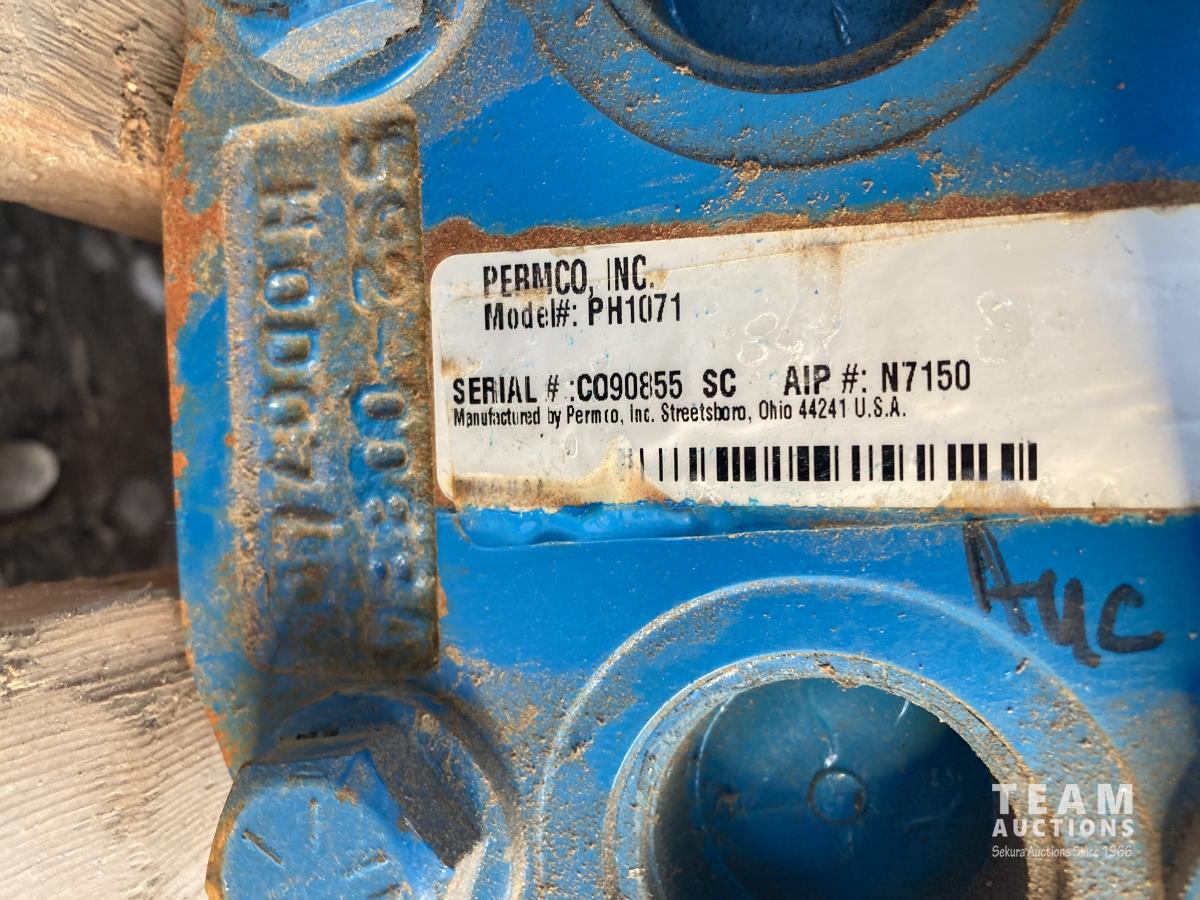 PERMCO, INC.
Model#: PH1071
SERIAL # :C090855 SC AIP #: N7150
Manufactured by Permco, Inc. Streetsboro, Ohio 44241 U.S.A.
Auc
TEAM
AUCTIONS
Sekura Auctions Since 1966